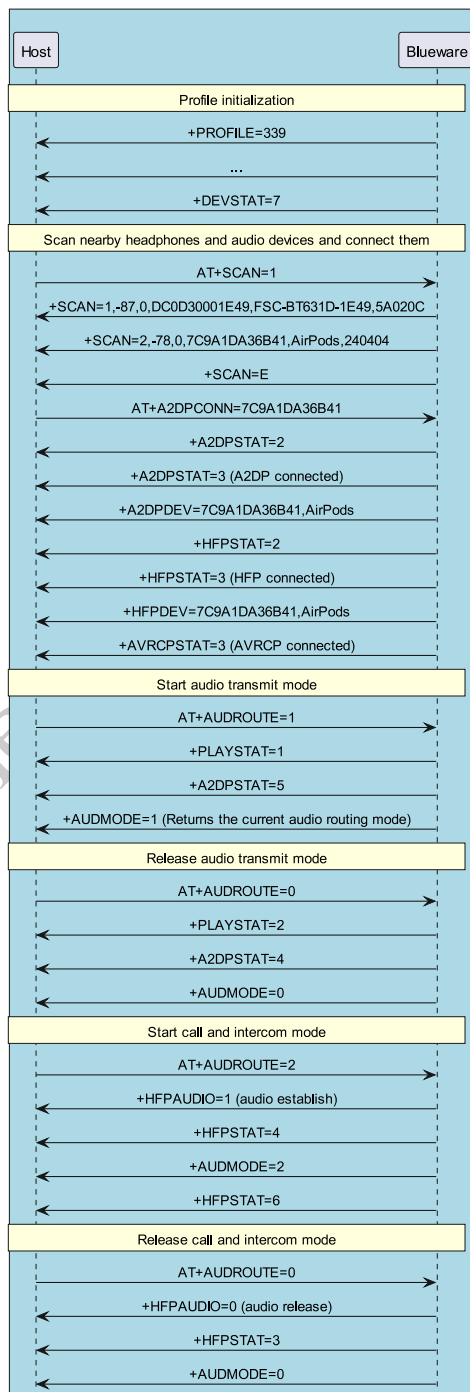 Host
Blueware
Profile initialization
+PROFILE=339
...
+DEVSTAT=7
Scan nearby headphones and audio devices and connect them
AT+SCAN=1
+SCAN=1,-87,0,DC0D30001E49,FSC-BT631D-1E49,5A020C
+SCAN=2,-78,0,7C9A1DA36B41,AirPods,240404
+SCAN=E
AT+A2DPCONN=7C9A1DA36B41
+A2DPSTAT=2
+A2DPSTAT=3 (A2DP connected)
+A2DPDEV=7C9A1DA36B41,AirPods
+HFPSTAT=2
+HFPSTAT=3 (HFP connected)
+HFPDEV=7C9A1DA36B41,AirPods
+AVRCPSTAT=3 (AVRCP connected)
Start audio transmit mode
AT+AUDROUTE=1
+PLAYSTAT=1
+A2DPSTAT=5
+AUDMODE=1 (Returns the current audio routing mode)
Release audio transmit mode
AT+AUDROUTE=0
+PLAYSTAT=2
+A2DPSTAT=4
+AUDMODE=0
Start call and intercom mode
AT+AUDROUTE=2
+HFPAUDIO=1 (audio establish)
+HFPSTAT=4
+AUDMODE=2
+HFPSTAT=6
Release call and intercom mode
AT+AUDROUTE=0
+HFPAUDIO=0 (audio release)
+HFPSTAT=3
+AUDMODE=0